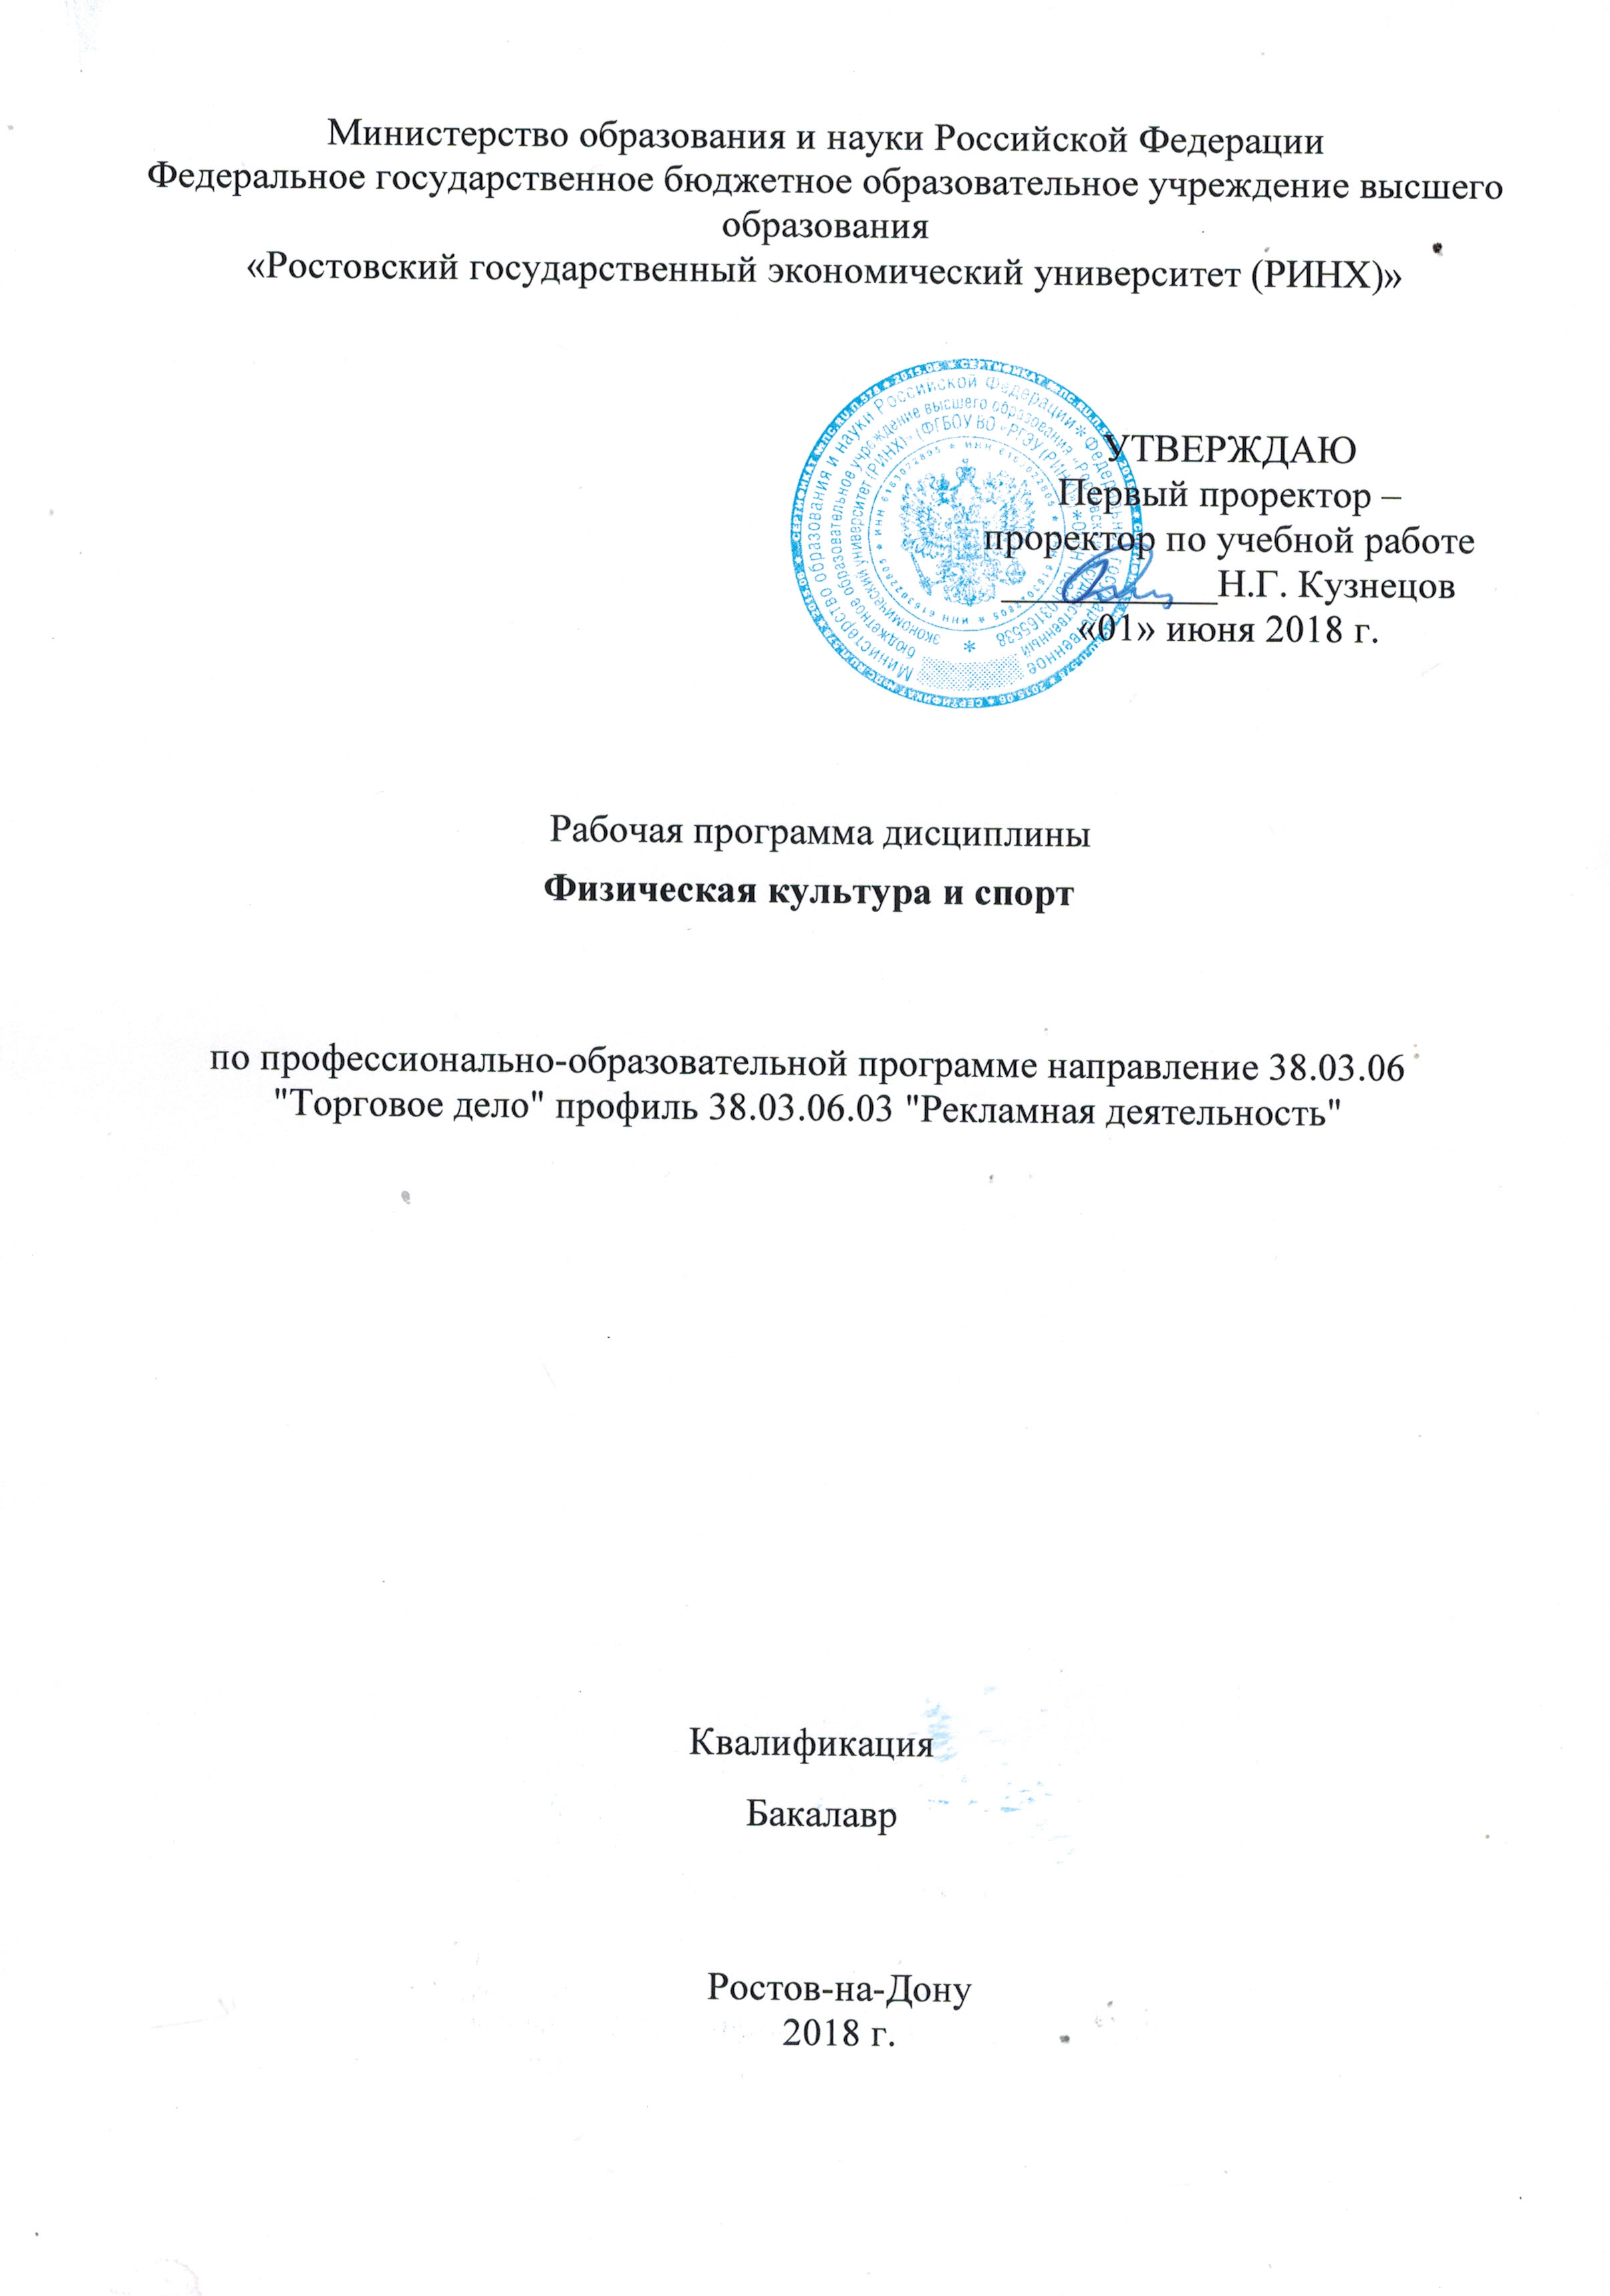 Министерство образования и науки Российской Федерации
Федеральное государственное бюджетное образовательное учреждение высшего
образования
«Ростовский государственный экономический университет (РИНХ)»
УТВЕРЖДАЮ
Первый проректор –
проректор по учебной работе
Н.Г. Кузнецов
«01» июня 2018 г.
Рабочая программа дисциплины
Физическая культура и спорт
по профессионально-образовательной программе направление 38.03.06
"Торговое дело" профиль 38.03.06.03 "Рекламная деятельность"
Квалификация
Бакалавр
Ростов-на-Дону
2018 г.